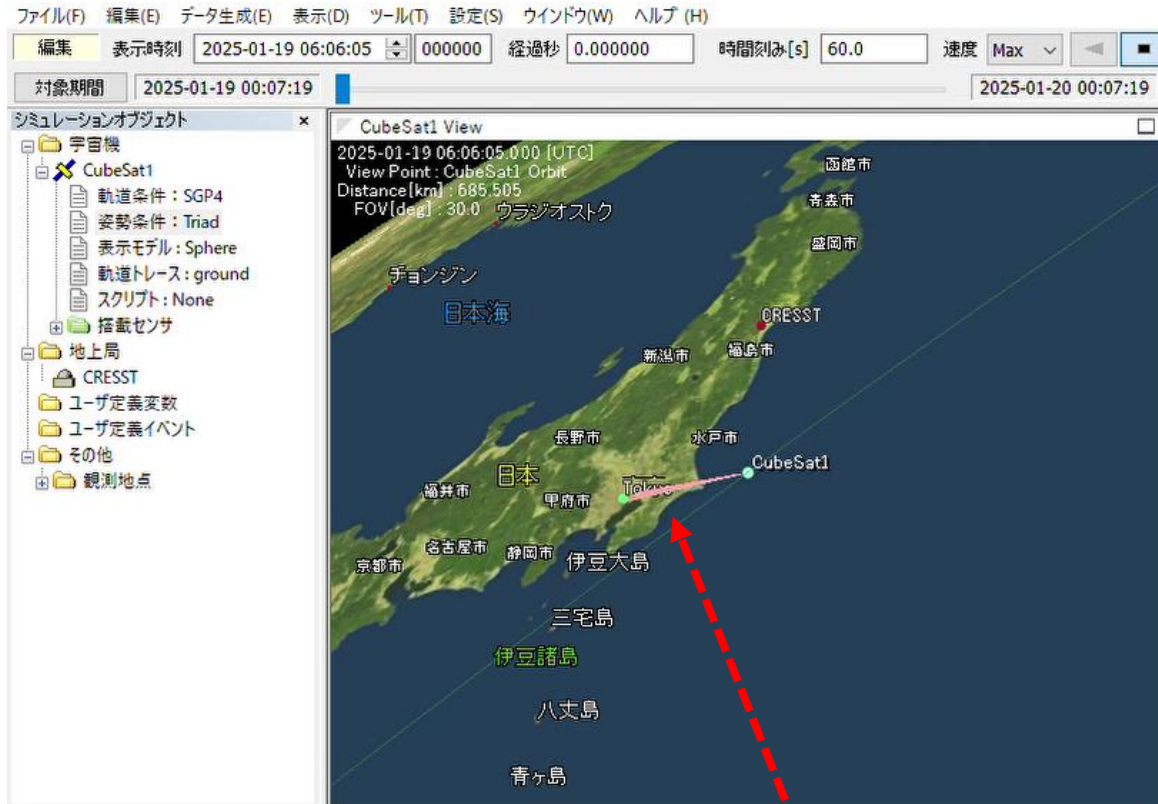 ファイル(F) 編集(E) データ生成(E) 表示(D) ツール(T) 設定(S) ウインドウ(W) ヘルプ (H)
編集 表示時刻 2025-01-19 06:06:05 000000 経過秒 0.000000 時間刻み[s] 60.0 速度 Max
対象期間 2025-01-19 00:07:19 2025-01-20 00:07:19
シミュレーションオブジェクト
宇宙機
CubeSat1
軌道条件：SGP4
姿勢条件：Triad
表示モデル：Sphere
軌道トレース：ground
スクリプト：None
搭載センサ
地上局
CRESST
ユーザ定義変数
ユーザ定義イベント
その他
観測地点
CubeSat1 View
2025-01-19 06:06:05.000 [UTC]
View Point : CubeSat1 Orbit
Distance[km] : 685.505
FOV[deg] : 30.0
ウラジオストク
函館市
青森市
盛岡市
チョンジン
日本海
CRESST
新潟市
福島市
長野市
水戸市
CubeSat1
日本
Tokyo
福井市
甲府市
名古屋市
静岡市
伊豆大島
京都市
三宅島
伊豆諸島
八丈島
青ヶ島